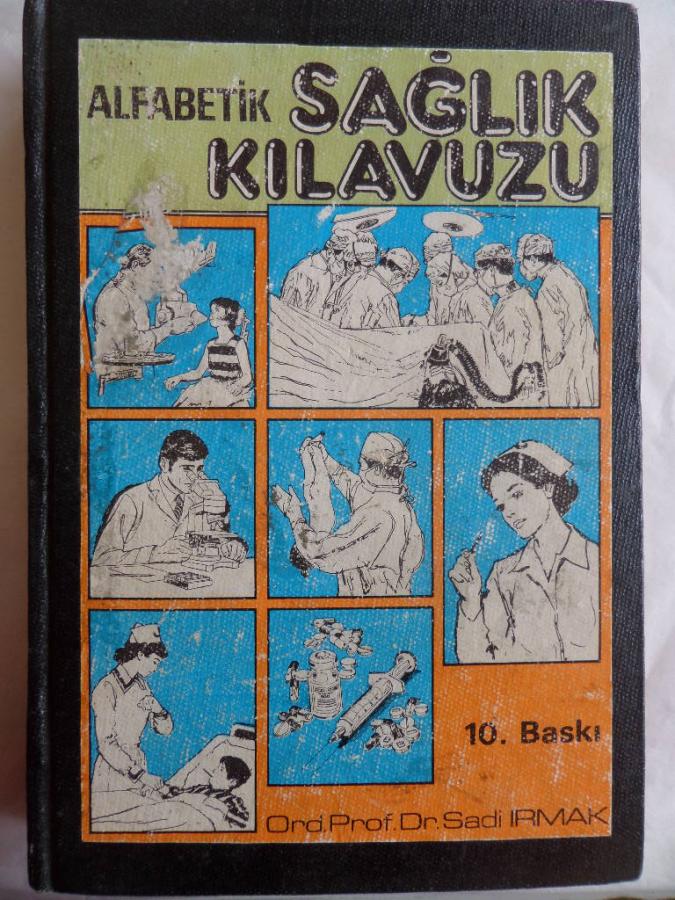 ALFABETİK SAĞLIK
KILAVUZU
10. Baskı
Ord. Prof. Dr. Sadi IRMAK